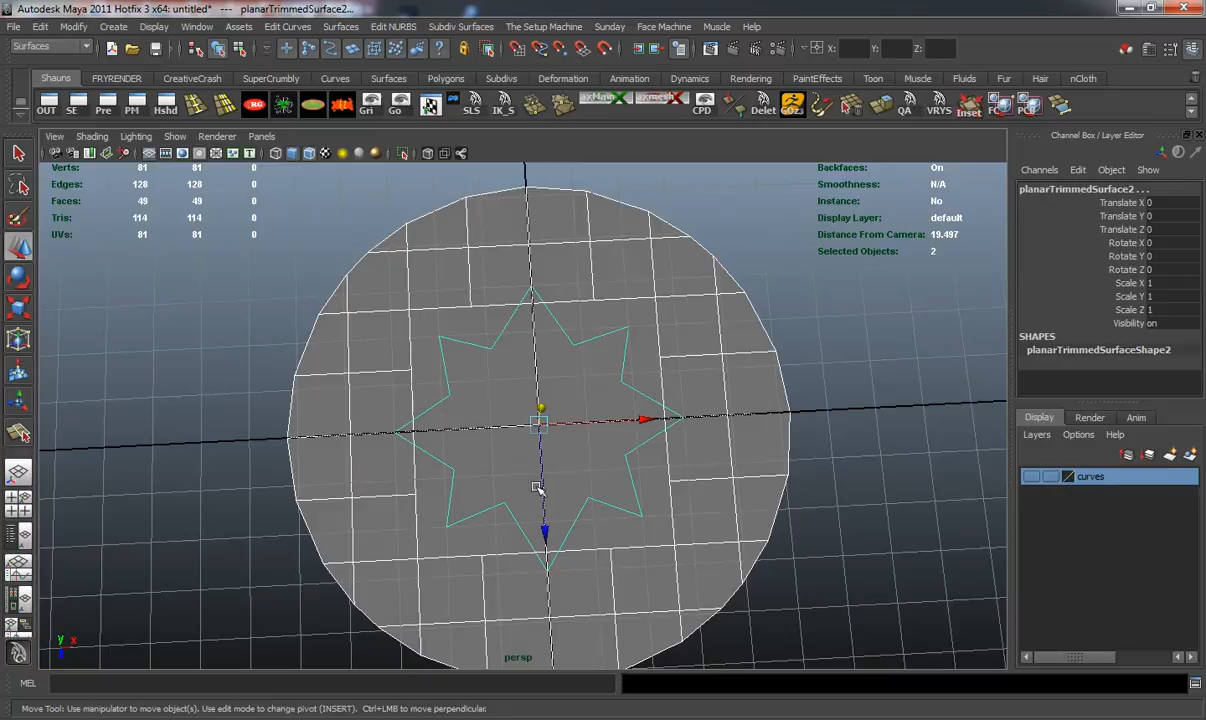 Autodesk Maya 2011 Hotfix 3 x64: untitled* --- planarTrimmedSurface2...
File Edit Modify Create Display Window Assets Edit Curves Surfaces Edit NURBS Subdiv Surfaces The Setup Machine Sunday Face Machine Muscle Help
Surfaces X: Y: Z:
Shauns FRYRENDER CreativeCrash SuperCrumbly Curves Surfaces Polygons Subdivs Deformation Animation Dynamics Rendering PaintEffects Toon Muscle Fluids Fur Hair nCloth
OUT SE Pre PM Hshd RG Gri Go SLS IK_S axMain axmesh CPD Delet GOZ! QA VRYS Inset FC PCB
View Shading Lighting Show Renderer Panels
Channel Box / Layer Editor
Channels Edit Object Show
Verts: 81 81 0
Edges: 128 128 0
Faces: 49 49 0
Tris: 114 114 0
UVs: 81 81 0
Backfaces: On
Smoothness: N/A
Instance: No
Display Layer: default
Distance From Camera: 19.497
Selected Objects: 2
planarTrimmedSurface2 . . .
Translate X 0
Translate Y 0
Translate Z 0
Rotate X 0
Rotate Y 0
Rotate Z 0
Scale X 1
Scale Y 1
Scale Z 1
Visibility on
SHAPES
planarTrimmedSurfaceShape2
Display Render Anim
Layers Options Help
curves
y x
persp
MEL
Move Tool: Use manipulator to move object(s). Use edit mode to change pivot (INSERT). Ctrl+LMB to move perpendicular.